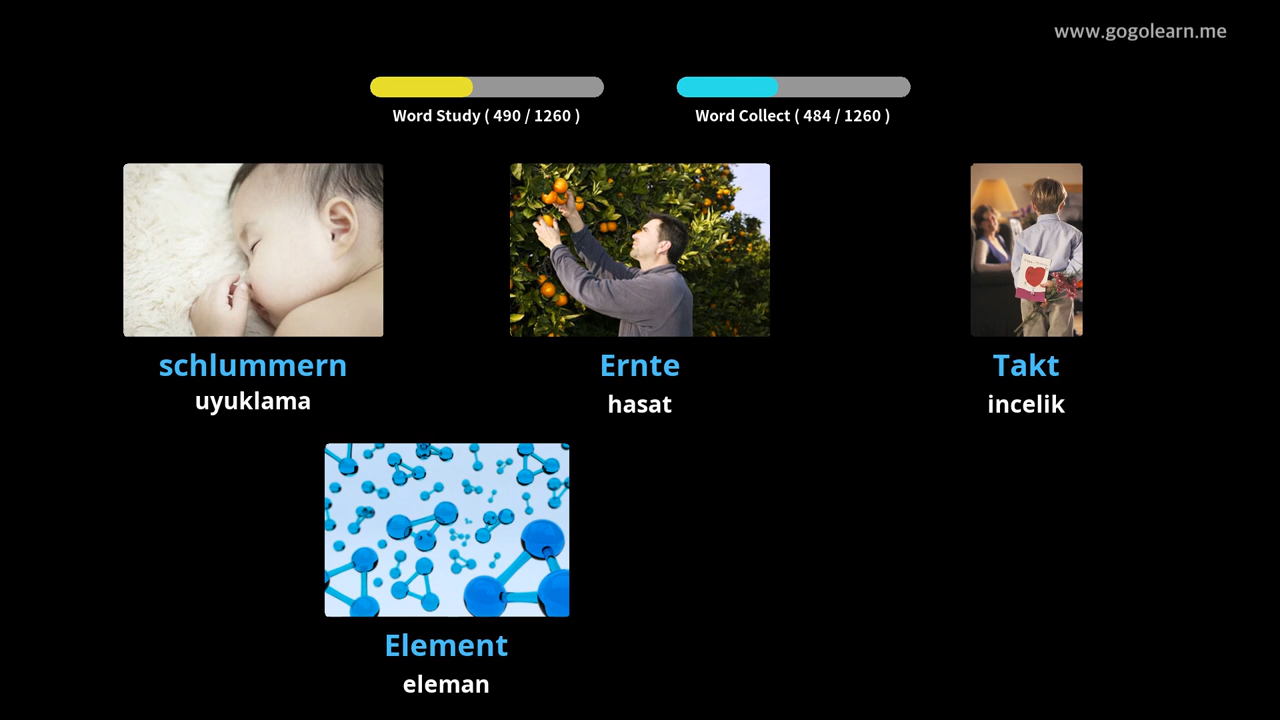 www.gogolearn.me
Word Study ( 490 / 1260 )
Word Collect ( 484 / 1260 )
schlummern
uyuklama
Ernte
hasat
Takt
incelik
Element
eleman